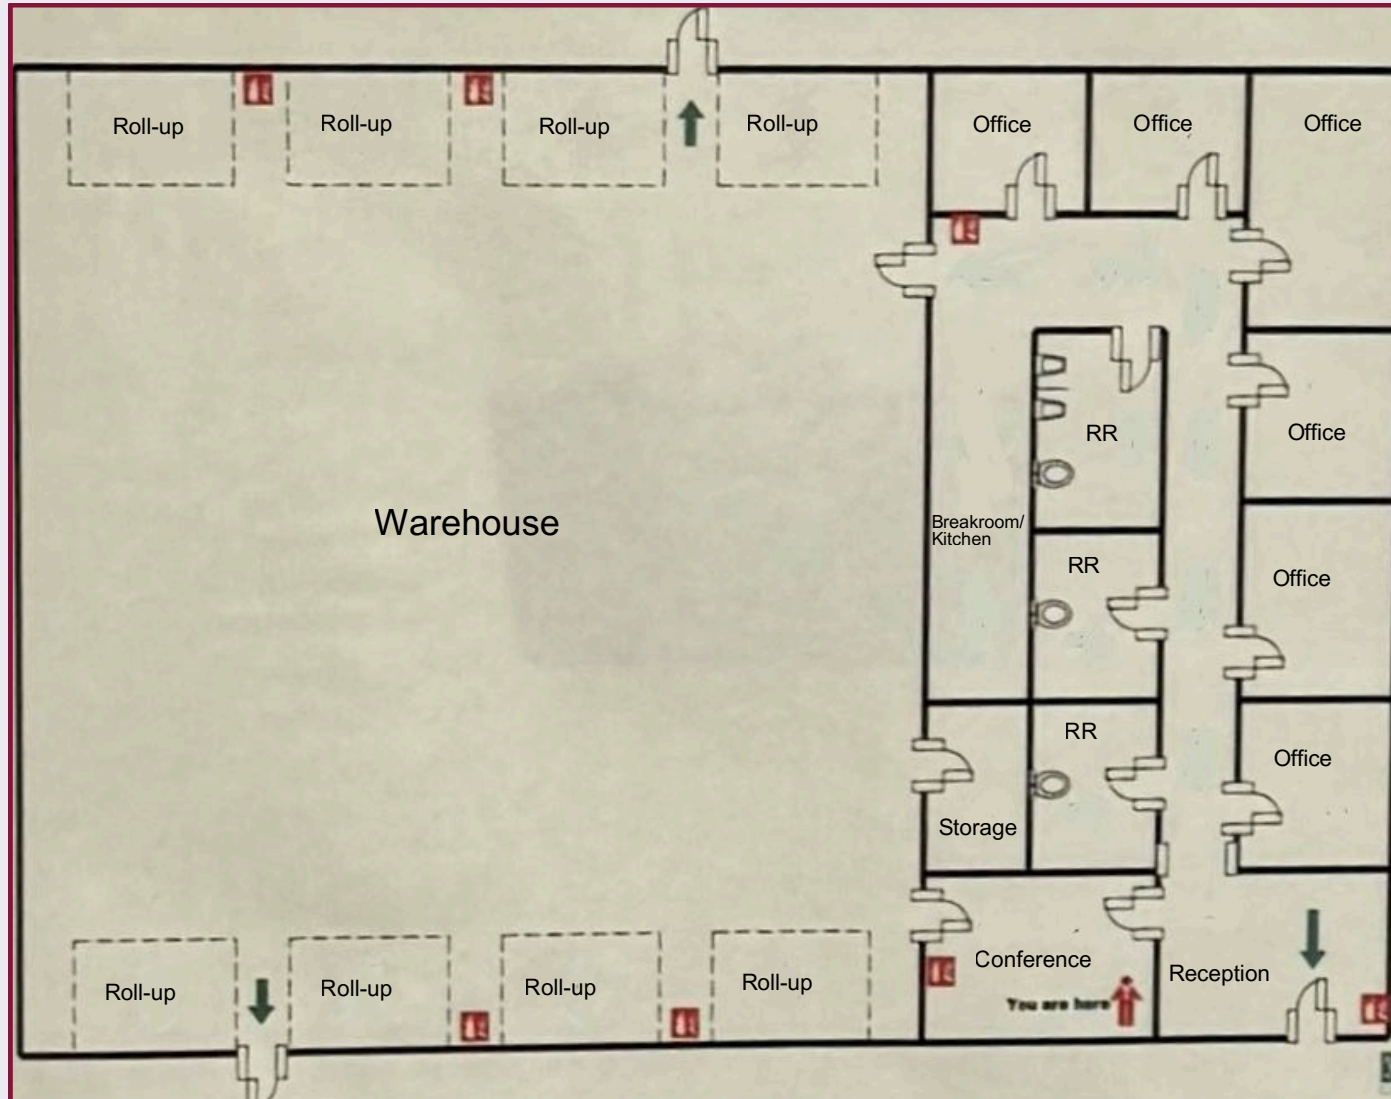 Roll-up
Roll-up
Roll-up
Roll-up
Office
Office
Office
RR
Office
Warehouse
Breakroom/
Kitchen
RR
Office
RR
Office
Storage
Conference
Reception
You are here
Roll-up
Roll-up
Roll-up
Roll-up